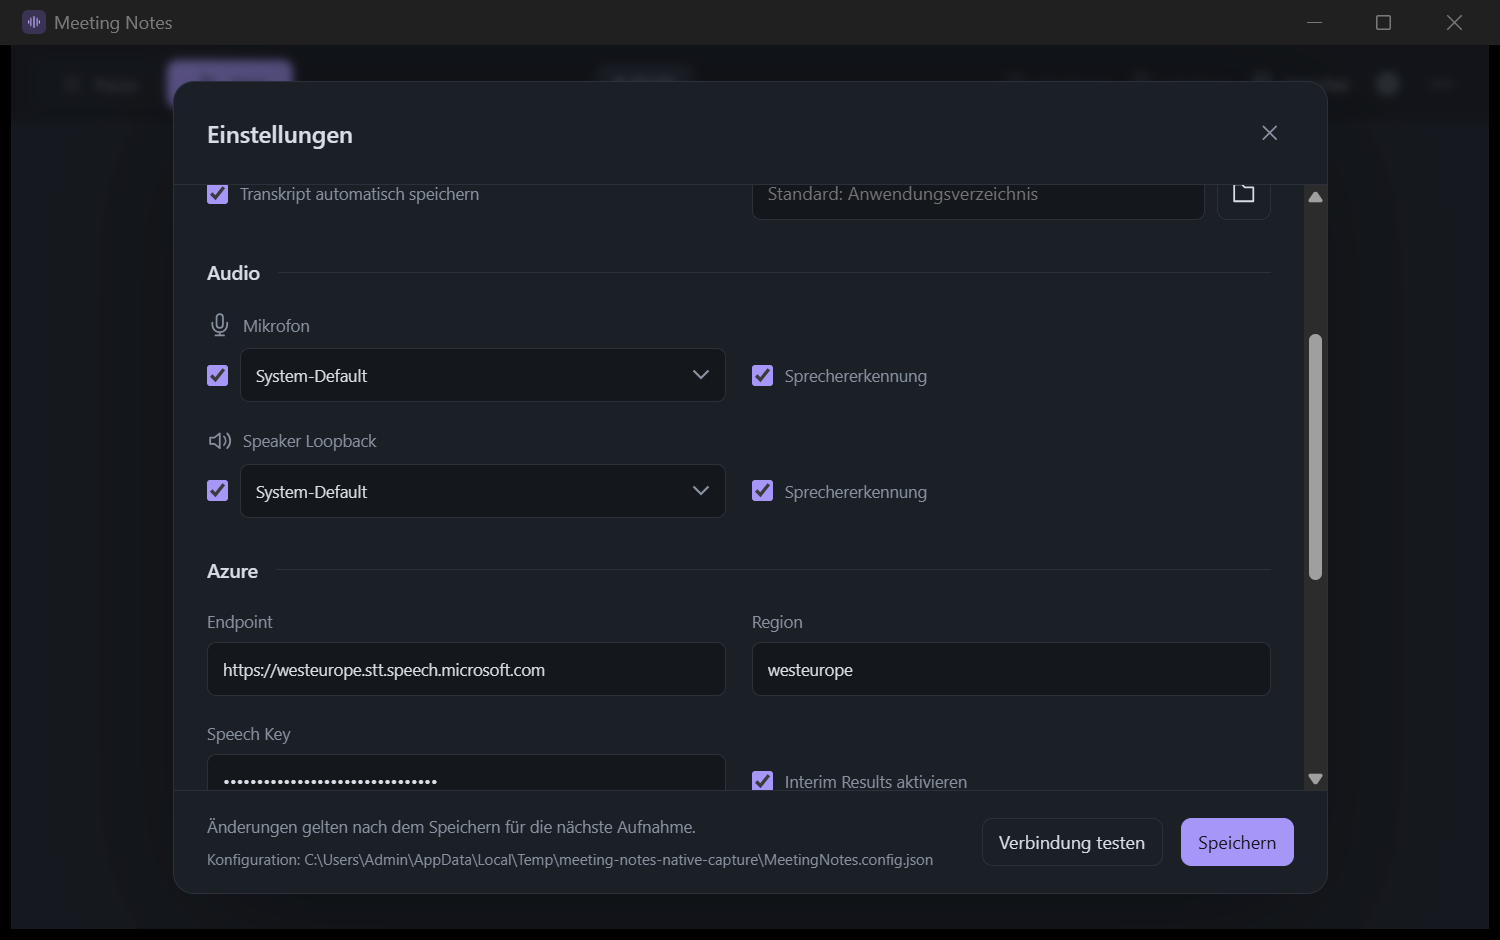 Meeting Notes
Einstellungen
Transkript automatisch speichern
Standard: Anwendungsverzeichnis
Audio
Mikrofon
System-Default
Sprechererkennung
Speaker Loopback
System-Default
Sprechererkennung
Azure
Endpoint
Region
https://westeurope.stt.speech.microsoft.com
westeurope
Speech Key
••••••••••••••••••••••••••••••••
Interim Results aktivieren
Änderungen gelten nach dem Speichern für die nächste Aufnahme.
Konfiguration: C:\Users\Admin\AppData\Local\Temp\meeting-notes-native-capture\MeetingNotes.config.json
Verbindung testen
Speichern